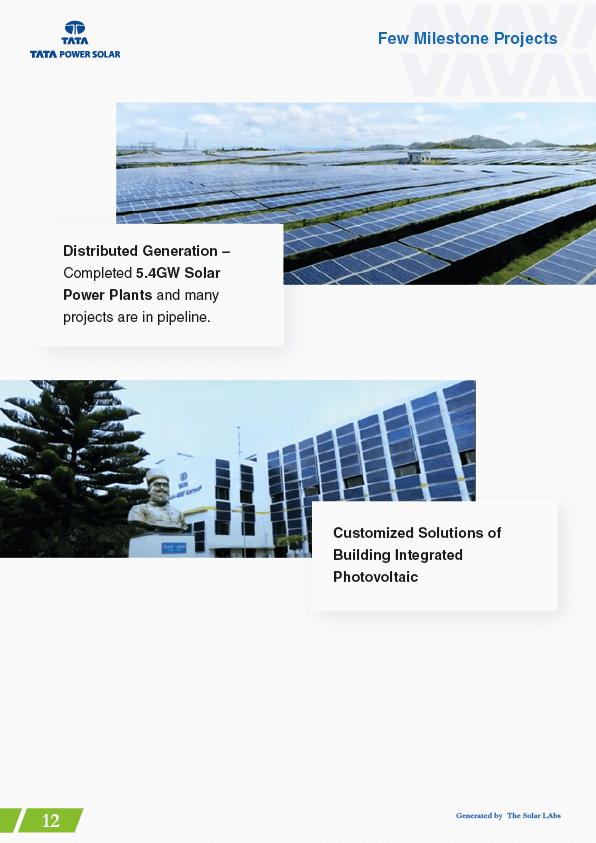 TATA
TATA POWER SOLAR
Few Milestone Projects
Distributed Generation –
Completed 5.4GW Solar
Power Plants and many
projects are in pipeline.
TATA
Customized Solutions of
Building Integrated
Photovoltaic
12
Generated by The Solar LAbs